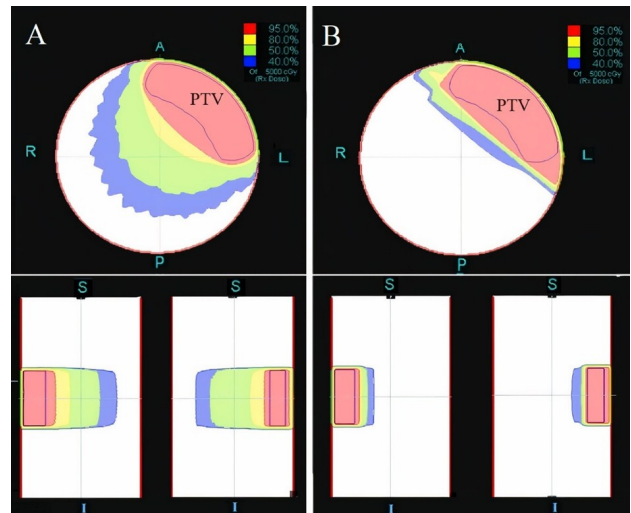 A
95.0%
80.0%
50.0%
40.0%
Of 5000 cGy
(Rx Dose)
A
PTV
R
L
P
B
95.0%
80.0%
50.0%
40.0%
Of 5000 cGy
(Rx Dose)
A
PTV
R
L
P
S
I
I
S
S
I
I